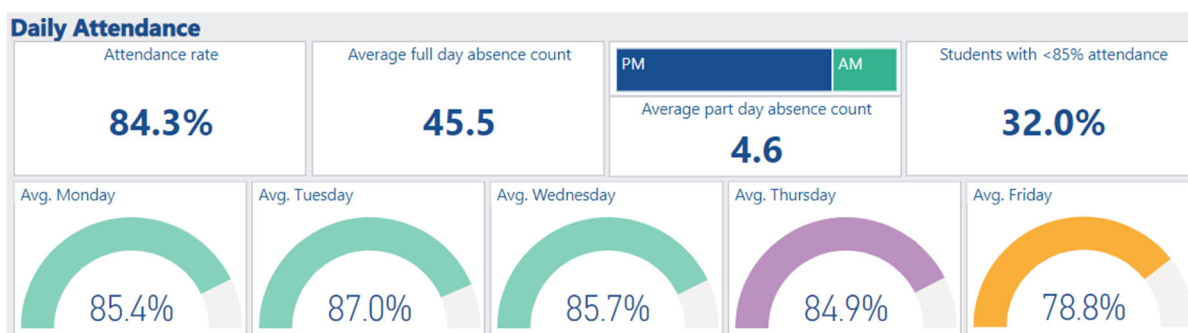 Daily Attendance
Attendance rate
84.3%
Average full day absence count
45.5
PM
AM
Average part day absence count
4.6
Students with <85% attendance
32.0%
Avg. Monday
85.4%
Avg. Tuesday
87.0%
Avg. Wednesday
85.7%
Avg. Thursday
84.9%
Avg. Friday
78.8%